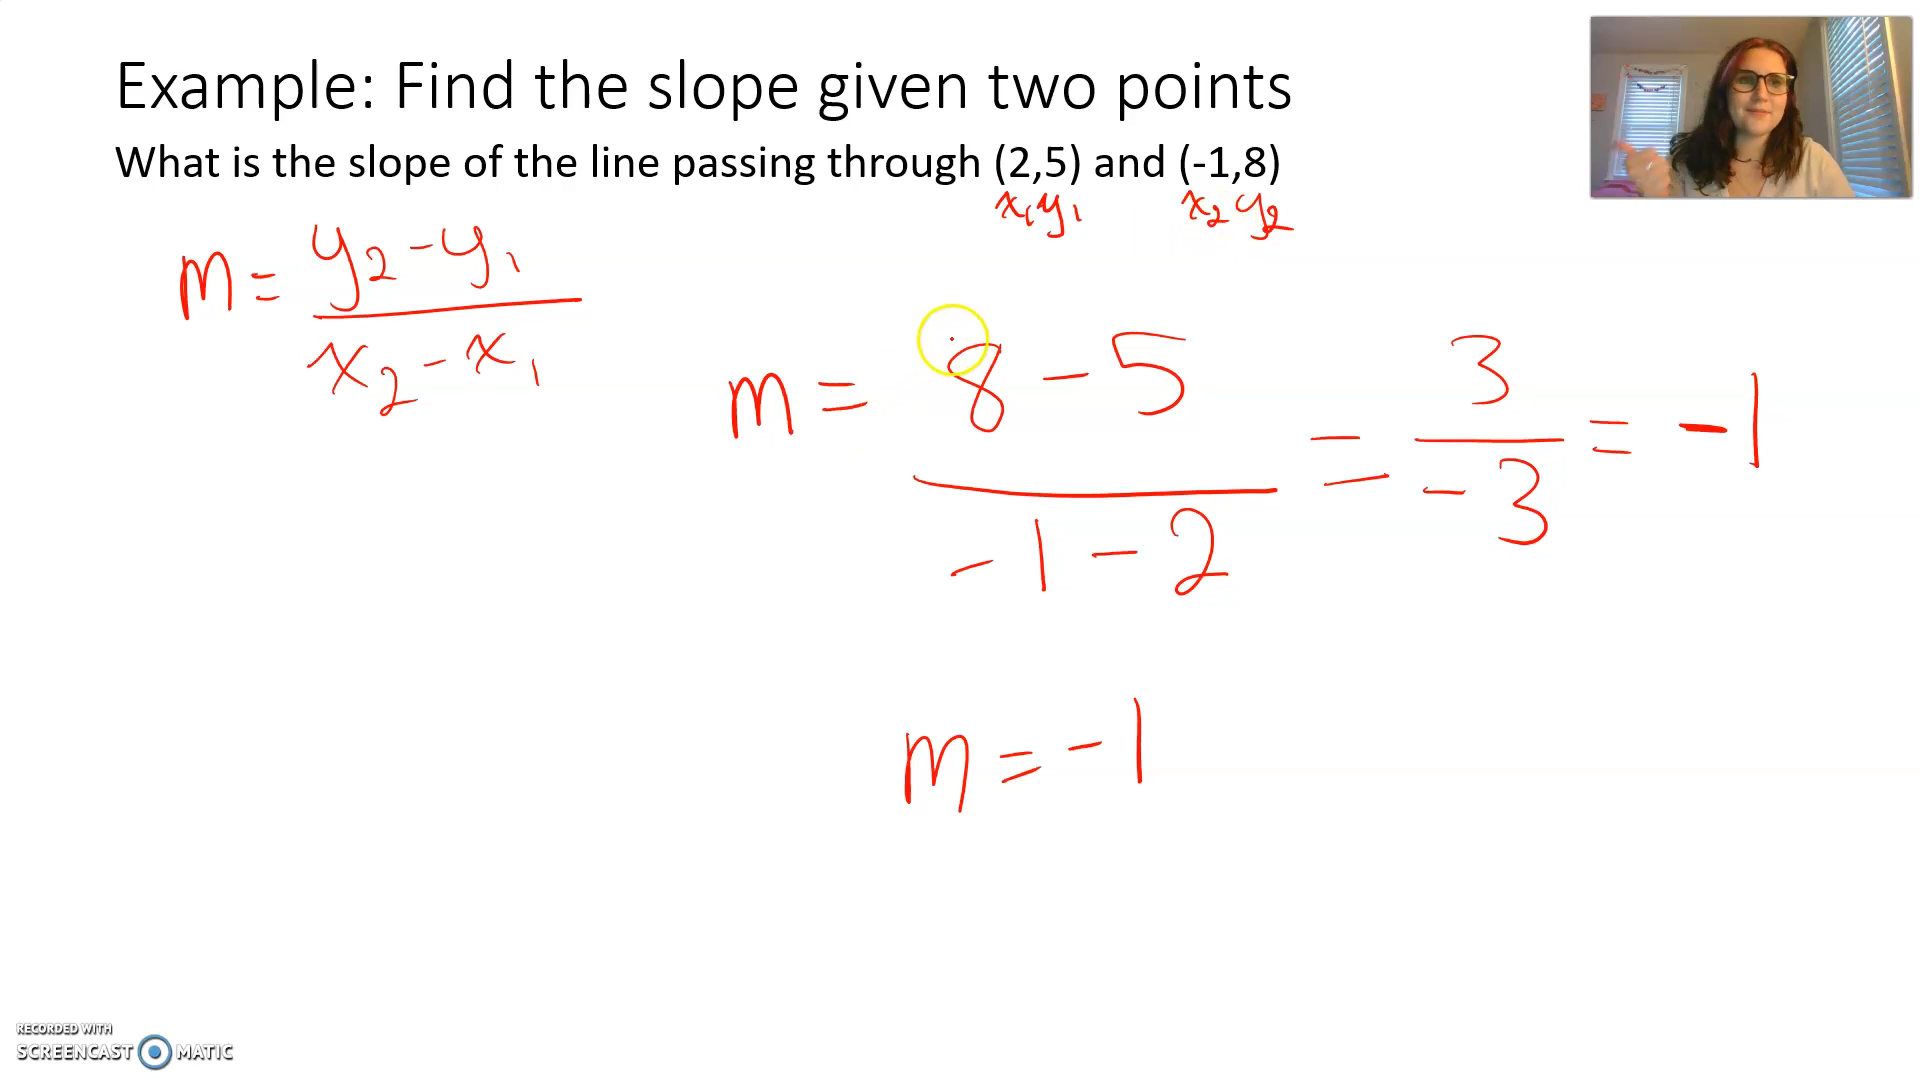 Example: Find the slope given two points
What is the slope of the line passing through (2,5) and (-1,8)
x₁ y₁ x₂ y₂
m = y₂ - y₁
x₂ - x₁
m = 8 - 5 = 3 = -1
-1 - 2 -3
m = -1
RECORDED WITH
SCREENCAST MATIC